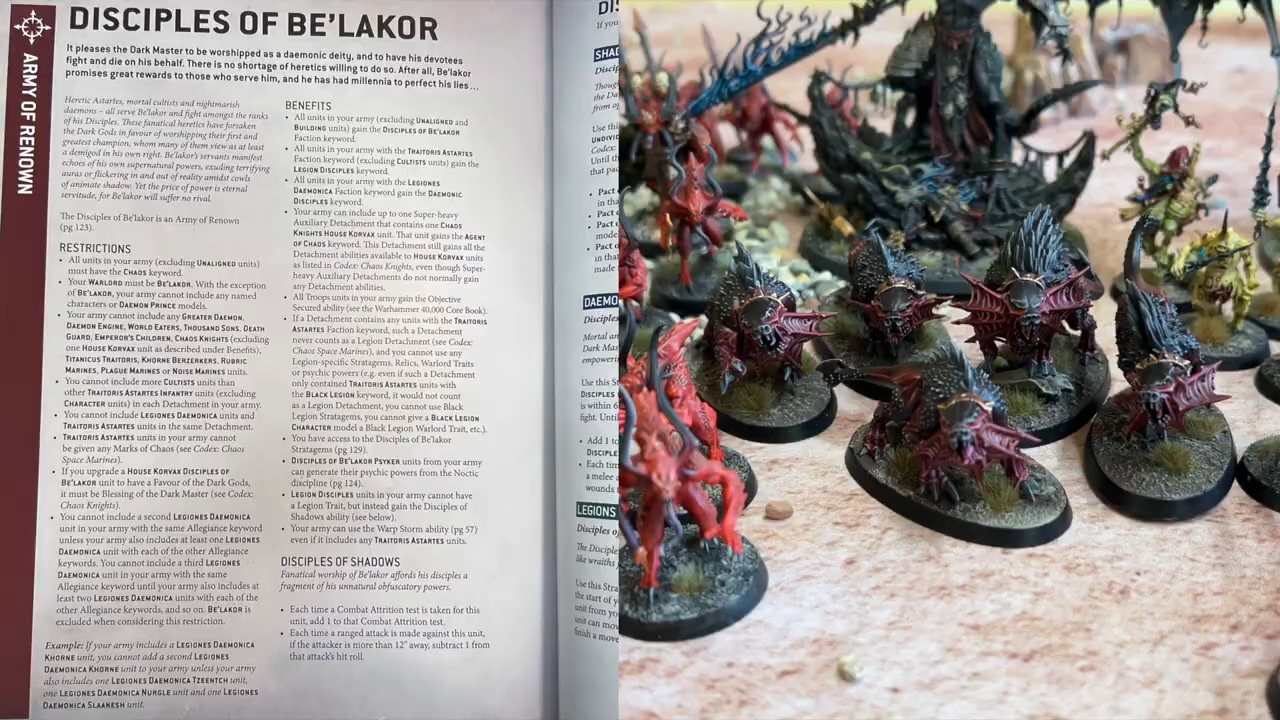 DISCIPLES OF BE'LAKOR
It pleases the Dark Master to be worshipped as a daemonic deity, and to have his devotees
fight and die on his behalf. There is no shortage of heretics willing to do so. After all, Be'lakor
promises great rewards to those who serve him, and he has had millennia to perfect his lies...
ARMY OF RENOWN
Heretic Astartes, mortal cultists and nightmarish
daemons – all serve Be'lakor and fight amongst the ranks
of his Disciples. These fanatical heretics have forsaken
the Dark Gods in favour of worshipping their first and
greatest champion, whom many of them view as at least
a demigod in his own right. Be'lakor's servants manifest
echoes of his own supernatural powers, exuding terrifying
auras or flickering in and out of reality amidst cowls
of animate shadow. Yet the price of power is eternal
servitude, for Be'lakor will suffer no rival.
The Disciples of Be'lakor is an Army of Renown
(pg 123).
RESTRICTIONS
• All units in your army (excluding UNALIGNED units)
must have the CHAOS keyword.
• Your WARLORD must be BE'LAKOR. With the exception
of BE'LAKOR, your army cannot include any named
characters or DAEMON PRINCE models.
• Your army cannot include any GREATER DAEMON,
DAEMON ENGINE, WORLD EATERS, THOUSAND SONS, DEATH
GUARD, EMPEROR'S CHILDREN, CHAOS KNIGHTS (excluding
one HOUSE KORVAX unit as described under Benefits),
TITANICUS TRAITORIS, KHORNE BERZERKERS, RUBRIC
MARINES, PLAGUE MARINES or NOISE MARINES units.
• You cannot include more CULTISTS units than
other TRAITORIS ASTARTES INFANTRY units (excluding
CHARACTER units) in each Detachment in your army.
• You cannot include LEGIONES DAEMONICA units and
TRAITORIS ASTARTES units in the same Detachment.
• TRAITORIS ASTARTES units in your army cannot
be given any Marks of Chaos (see Codex: Chaos
Space Marines).
• If you upgrade a HOUSE KORVAX DISCIPLES OF
BE'LAKOR unit to have a Favour of the Dark Gods,
it must be Blessing of the Dark Master (see Codex:
Chaos Knights).
• You cannot include a second LEGIONES DAEMONICA
unit in your army with the same Allegiance keyword
unless your army also includes at least one LEGIONES
DAEMONICA unit with each of the other Allegiance
keywords. You cannot include a third LEGIONES
DAEMONICA unit in your army with the same
Allegiance keyword until your army also includes at
least two LEGIONES DAEMONICA units with each of the
other Allegiance keywords, and so on. BE'LAKOR is
excluded when considering this restriction.
Example: If your army includes a LEGIONES DAEMONICA
KHORNE unit, you cannot add a second LEGIONES
DAEMONICA KHORNE unit to your army unless your army
also includes one LEGIONES DAEMONICA TZEENTCH unit,
one LEGIONES DAEMONICA NURGLE unit and one LEGIONES
DAEMONICA SLAANESH unit.
BENEFITS
• All units in your army (excluding UNALIGNED and
BUILDING units) gain the DISCIPLES OF BE'LAKOR
Faction keyword.
• All units in your army with the TRAITORIS ASTARTES
Faction keyword (excluding CULTISTS units) gain the
LEGION DISCIPLES keyword.
• All units in your army with the LEGIONES
DAEMONICA Faction keyword gain the DAEMONIC
DISCIPLES keyword.
• Your army can include up to one Super-heavy
Auxiliary Detachment that contains one CHAOS
KNIGHTS HOUSE KORVAX unit. That unit gains the AGENT
OF CHAOS keyword. This Detachment still gains all the
Detachment abilities available to HOUSE KORVAX units
as listed in Codex: Chaos Knights, even though Super-
heavy Auxiliary Detachments do not normally gain
any Detachment abilities.
• All Troops units in your army gain the Objective
Secured ability (see the Warhammer 40,000 Core Book).
• If a Detachment contains any units with the TRAITORIS
ASTARTES Faction keyword, such a Detachment
never counts as a Legion Detachment (see Codex:
Chaos Space Marines), and you cannot use any
Legion-specific Stratagems, Relics, Warlord Traits
or psychic powers (e.g. even if such a Detachment
only contained TRAITORIS ASTARTES units with
the BLACK LEGION keyword, it would not count
as a Legion Detachment, you cannot use Black
Legion Stratagems, you cannot give a BLACK LEGION
CHARACTER model a Black Legion Warlord Trait, etc.).
• You have access to the Disciples of Be'lakor
Stratagems (pg 129).
• DISCIPLES OF BE'LAKOR PSYKER units from your army
can generate their psychic powers from the Noctic
discipline (pg 124).
• LEGION DISCIPLES units in your army cannot have
a Legion Trait, but instead gain the Disciples of
Shadows ability (see below).
• Your army can use the Warp Storm ability (pg 57)
even if it includes any TRAITORIS ASTARTES units.
DISCIPLES OF SHADOWS
Fanatical worship of Be'lakor affords his disciples a
fragment of his unnatural obfuscatory powers.
• Each time a Combat Attrition test is taken for this
unit, add 1 to that Combat Attrition test.
• Each time a ranged attack is made against this unit,
if the attacker is more than 12" away, subtract 1 from
that attack's hit roll.